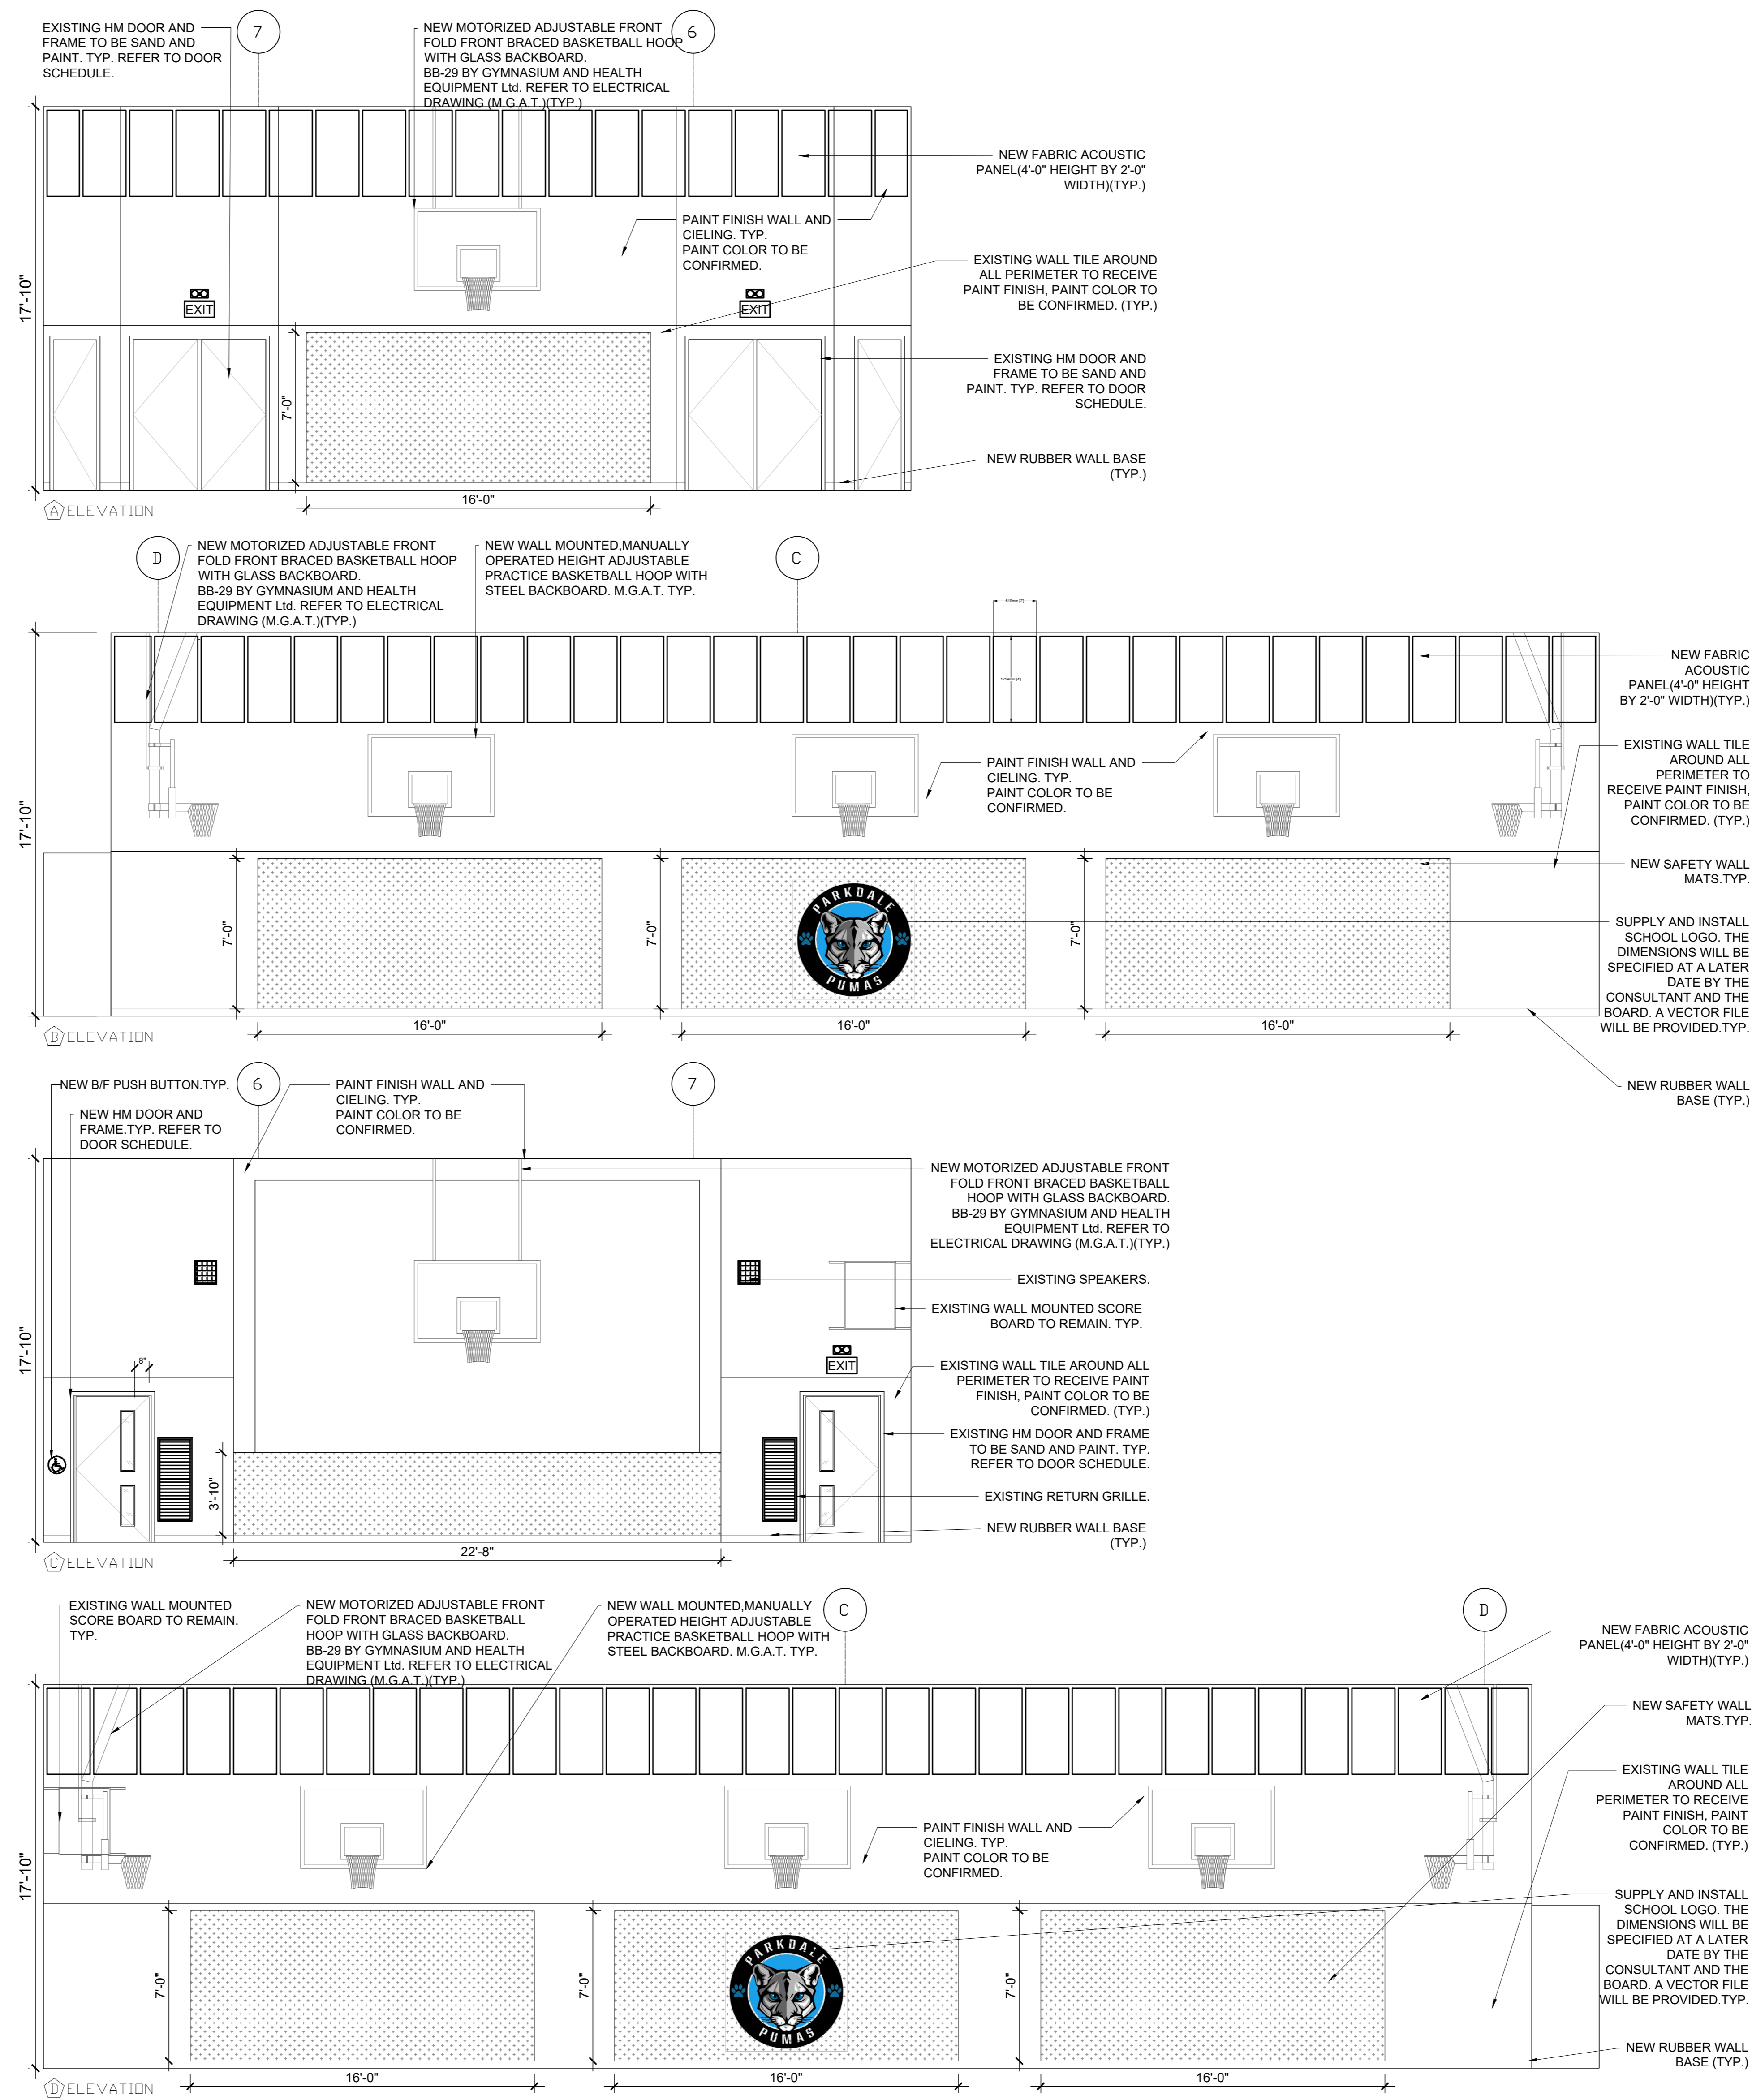 EXISTING HM DOOR AND
FRAME TO BE SAND AND
PAINT. TYP. REFER TO DOOR
SCHEDULE.
7
NEW MOTORIZED ADJUSTABLE FRONT
FOLD FRONT BRACED BASKETBALL HOOP
WITH GLASS BACKBOARD.
BB-29 BY GYMNASIUM AND HEALTH
EQUIPMENT Ltd. REFER TO ELECTRICAL
DRAWING (M.G.A.T.)(TYP.)
6
NEW FABRIC ACOUSTIC
PANEL(4'-0" HEIGHT BY 2'-0"
WIDTH)(TYP.)
PAINT FINISH WALL AND
CIELING. TYP.
PAINT COLOR TO BE
CONFIRMED.
EXISTING WALL TILE AROUND
ALL PERIMETER TO RECEIVE
PAINT FINISH, PAINT COLOR TO
BE CONFIRMED. (TYP.)
17'-10"
EXIT
EXIT
EXISTING HM DOOR AND
FRAME TO BE SAND AND
PAINT. TYP. REFER TO DOOR
SCHEDULE.
7'-0"
NEW RUBBER WALL BASE
(TYP.)
16'-0"
A ELEVATION
D
NEW MOTORIZED ADJUSTABLE FRONT
FOLD FRONT BRACED BASKETBALL HOOP
WITH GLASS BACKBOARD.
BB-29 BY GYMNASIUM AND HEALTH
EQUIPMENT Ltd. REFER TO ELECTRICAL
DRAWING (M.G.A.T.)(TYP.)
NEW WALL MOUNTED,MANUALLY
OPERATED HEIGHT ADJUSTABLE
PRACTICE BASKETBALL HOOP WITH
STEEL BACKBOARD. M.G.A.T. TYP.
C
NEW FABRIC
ACOUSTIC
PANEL(4'-0" HEIGHT
BY 2'-0" WIDTH)(TYP.)
EXISTING WALL TILE
AROUND ALL
PERIMETER TO
RECEIVE PAINT FINISH,
PAINT COLOR TO BE
CONFIRMED. (TYP.)
PAINT FINISH WALL AND
CIELING. TYP.
PAINT COLOR TO BE
CONFIRMED.
17'-10"
NEW SAFETY WALL
MATS.TYP.
7'-0"
7'-0"
7'-0"
PARKDALE
PUMAS
SUPPLY AND INSTALL
SCHOOL LOGO. THE
DIMENSIONS WILL BE
SPECIFIED AT A LATER
DATE BY THE
CONSULTANT AND THE
BOARD. A VECTOR FILE
WILL BE PROVIDED.TYP.
16'-0"
16'-0"
16'-0"
B ELEVATION
NEW RUBBER WALL
BASE (TYP.)
NEW B/F PUSH BUTTON.TYP.
6
PAINT FINISH WALL AND
CIELING. TYP.
PAINT COLOR TO BE
CONFIRMED.
7
NEW HM DOOR AND
FRAME.TYP. REFER TO
DOOR SCHEDULE.
NEW MOTORIZED ADJUSTABLE FRONT
FOLD FRONT BRACED BASKETBALL
HOOP WITH GLASS BACKBOARD.
BB-29 BY GYMNASIUM AND HEALTH
EQUIPMENT Ltd. REFER TO
ELECTRICAL DRAWING (M.G.A.T.)(TYP.)
EXISTING SPEAKERS.
EXISTING WALL MOUNTED SCORE
BOARD TO REMAIN. TYP.
17'-10"
8"
EXIT
EXISTING WALL TILE AROUND ALL
PERIMETER TO RECEIVE PAINT
FINISH, PAINT COLOR TO BE
CONFIRMED. (TYP.)
EXISTING HM DOOR AND FRAME
TO BE SAND AND PAINT. TYP.
REFER TO DOOR SCHEDULE.
3'-10"
EXISTING RETURN GRILLE.
NEW RUBBER WALL BASE
(TYP.)
22'-8"
C ELEVATION
EXISTING WALL MOUNTED
SCORE BOARD TO REMAIN.
TYP.
NEW MOTORIZED ADJUSTABLE FRONT
FOLD FRONT BRACED BASKETBALL
HOOP WITH GLASS BACKBOARD.
BB-29 BY GYMNASIUM AND HEALTH
EQUIPMENT Ltd. REFER TO ELECTRICAL
DRAWING (M.G.A.T.)(TYP.)
NEW WALL MOUNTED,MANUALLY
OPERATED HEIGHT ADJUSTABLE
PRACTICE BASKETBALL HOOP WITH
STEEL BACKBOARD. M.G.A.T. TYP.
C
D
NEW FABRIC ACOUSTIC
PANEL(4'-0" HEIGHT BY 2'-0"
WIDTH)(TYP.)
NEW SAFETY WALL
MATS.TYP.
EXISTING WALL TILE
AROUND ALL
PERIMETER TO RECEIVE
PAINT FINISH, PAINT
COLOR TO BE
CONFIRMED. (TYP.)
PAINT FINISH WALL AND
CIELING. TYP.
PAINT COLOR TO BE
CONFIRMED.
17'-10"
7'-0"
7'-0"
7'-0"
PARKDALE
PUMAS
SUPPLY AND INSTALL
SCHOOL LOGO. THE
DIMENSIONS WILL BE
SPECIFIED AT A LATER
DATE BY THE
CONSULTANT AND THE
BOARD. A VECTOR FILE
WILL BE PROVIDED.TYP.
NEW RUBBER WALL
BASE (TYP.)
16'-0"
16'-0"
16'-0"
D ELEVATION